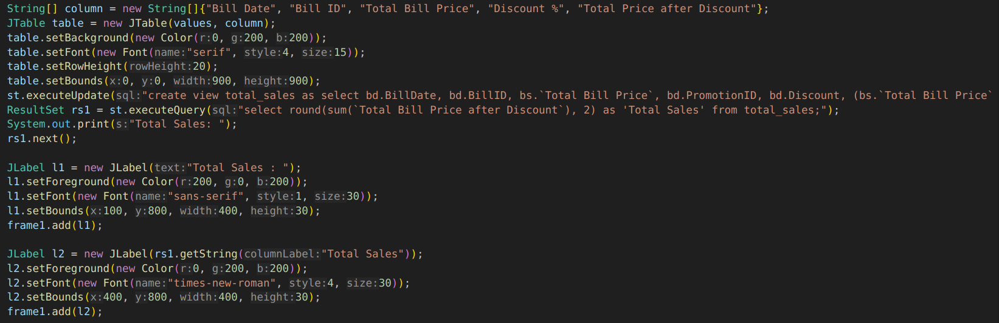 String[] column = new String[]{"Bill Date", "Bill ID", "Total Bill Price", "Discount %", "Total Price after Discount"};
JTable table = new JTable(values, column);
table.setBackground(new Color(r:0, g:200, b:200));
table.setFont(new Font(name:"serif", style:4, size:15));
table.setRowHeight(rowHeight:20);
table.setBounds(x:0, y:0, width:900, height:900);
st.executeUpdate(sql:"create view total_sales as select bd.BillDate, bd.BillID, bs.`Total Bill Price`, bd.PromotionID, bd.Discount, (bs.`Total Bill Price`
ResultSet rs1 = st.executeQuery(sql:"select round(sum(`Total Bill Price after Discount`), 2) as 'Total Sales' from total_sales;");
System.out.print(s:"Total Sales: ");
rs1.next();
JLabel l1 = new JLabel(text:"Total Sales : ");
l1.setForeground(new Color(r:200, g:0, b:200));
l1.setFont(new Font(name:"sans-serif", style:1, size:30));
l1.setBounds(x:100, y:800, width:400, height:30);
frame1.add(l1);
JLabel l2 = new JLabel(rs1.getString(columnLabel:"Total Sales"));
l2.setForeground(new Color(r:0, g:200, b:200));
l2.setFont(new Font(name:"times-new-roman", style:4, size:30));
l2.setBounds(x:400, y:800, width:400, height:30);
frame1.add(l2);